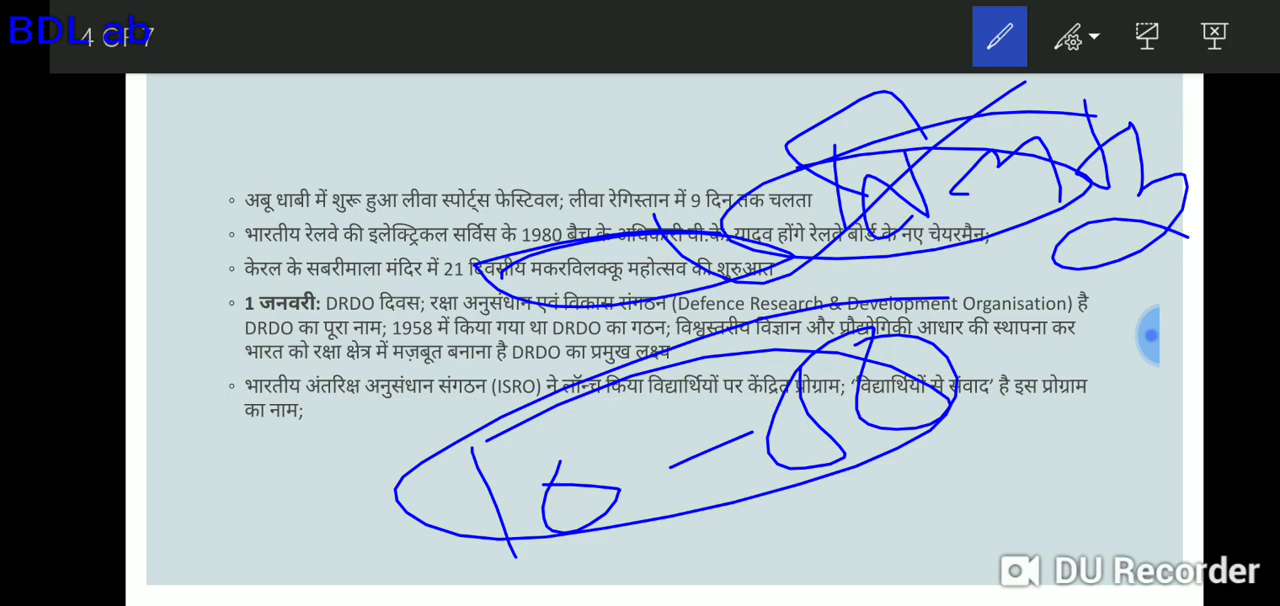 BDL ab
4 OF 7
अबू धाबी में शुरू हुआ लीवा स्पोर्ट्स फेस्टिवल; लीवा रेगिस्तान में 9 दिन तक चलता
भारतीय रेलवे की इलेक्ट्रिकल सर्विस के 1980 बैच के अधिकारी वी.के. यादव होंगे रेलवे बोर्ड के नए चेयरमैन;
केरल के सबरीमाला मंदिर में 21 दिवसीय मकरविलक्कू महोत्सव की शुरुआत
1 जनवरी: DRDO दिवस; रक्षा अनुसंधान एवं विकास संगठन (Defence Research & Development Organisation) है
DRDO का पूरा नाम; 1958 में किया गया था DRDO का गठन; विश्वस्तरीय विज्ञान और प्रौद्योगिकी आधार की स्थापना कर
भारत को रक्षा क्षेत्र में मज़बूत बनाना है DRDO का प्रमुख लक्ष्य
भारतीय अंतरिक्ष अनुसंधान संगठन (ISRO) ने लॉन्च किया विद्यार्थियों पर केंद्रित प्रोग्राम; 'विद्यार्थियों से संवाद' है इस प्रोग्राम
का नाम;
DU Recorder